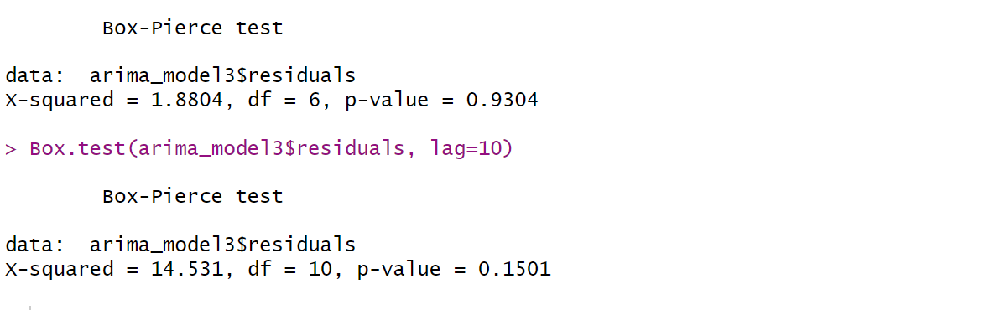 Box-Pierce test
data:  arima_model3$residuals
X-squared = 1.8804, df = 6, p-value = 0.9304
> Box.test(arima_model3$residuals, lag=10)
Box-Pierce test
data:  arima_model3$residuals
X-squared = 14.531, df = 10, p-value = 0.1501